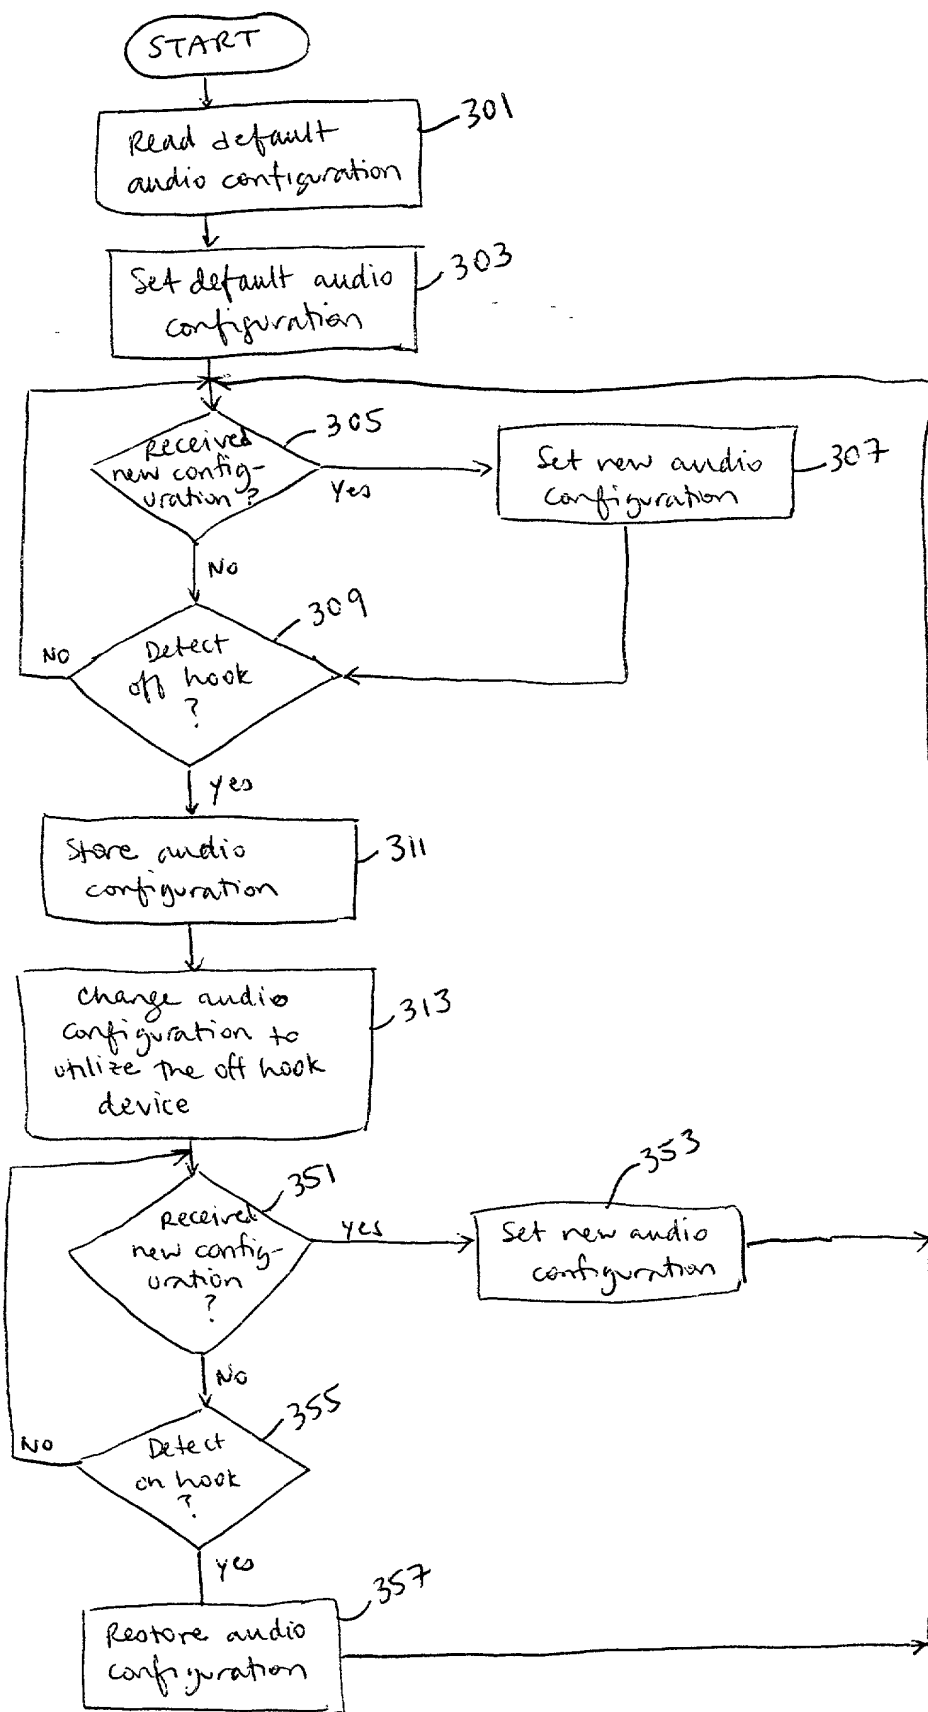 START
301
Read default
audio configuration
303
Set default audio
configuration
305
Received
new config-
uration?
Yes
Set new audio
configuration
307
NO
309
NO
Detect
off hook
?
yes
Store audio
configuration
311
change audio
configuration to
utilize the off hook
device
313
351
353
Received
new config-
uration
?
yes
Set new audio
configuration
NO
355
NO
Detect
on hook
?
yes
357
Restore audio
configuration